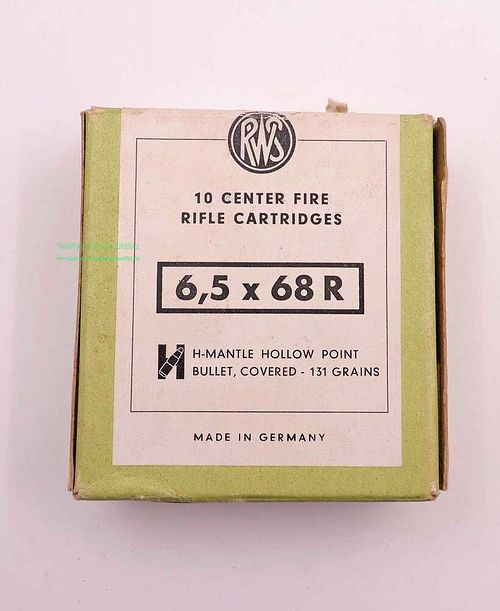 RWS
10 CENTER FIRE
RIFLE CARTRIDGES
6,5 x 68 R
H
H-MANTLE HOLLOW POINT
BULLET, COVERED - 131 GRAINS
MADE IN GERMANY